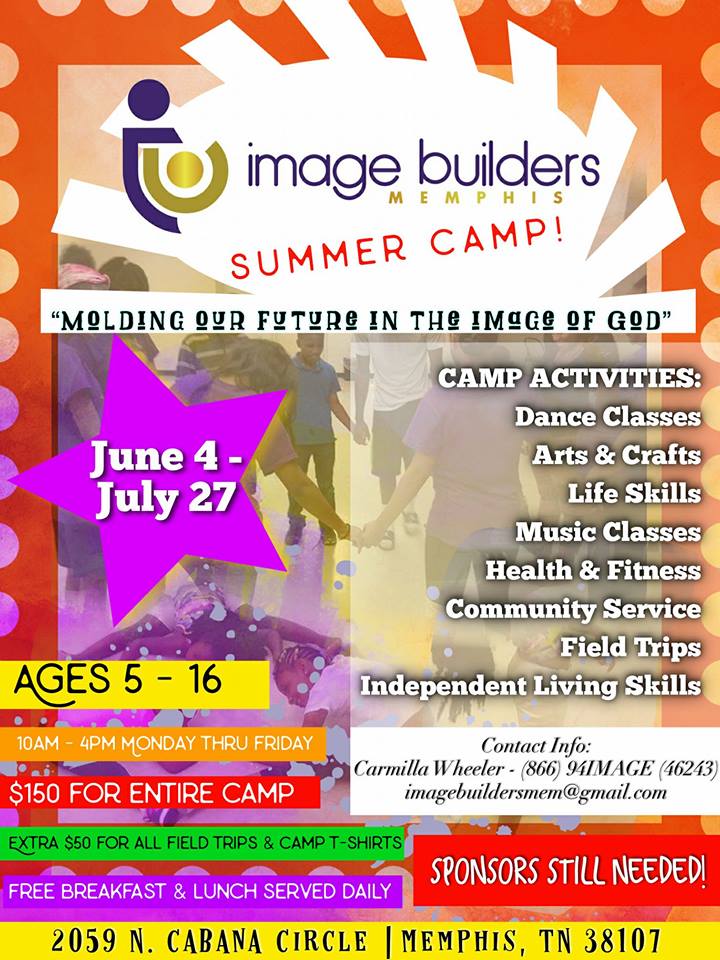 image builders
MEMPHIS
SUMMER CAMP!
"MOLDING OUR FUTURE IN THE IMAGE OF GOD"
June 4 -
July 27
CAMP ACTIVITIES:
Dance Classes
Arts & Crafts
Life Skills
Music Classes
Health & Fitness
Community Service
Field Trips
Independent Living Skills
AGES 5 - 16
10AM - 4PM MONDAY THRU FRIDAY
$150 FOR ENTIRE CAMP
EXTRA $50 FOR ALL FIELD TRIPS & CAMP T-SHIRTS
FREE BREAKFAST & LUNCH SERVED DAILY
Contact Info:
Carmilla Wheeler - (866) 94IMAGE (46243)
imagebuildersmem@gmail.com
SPONSORS STILL NEEDED!
2059 N. CABANA CIRCLE | MEMPHIS, TN 38107